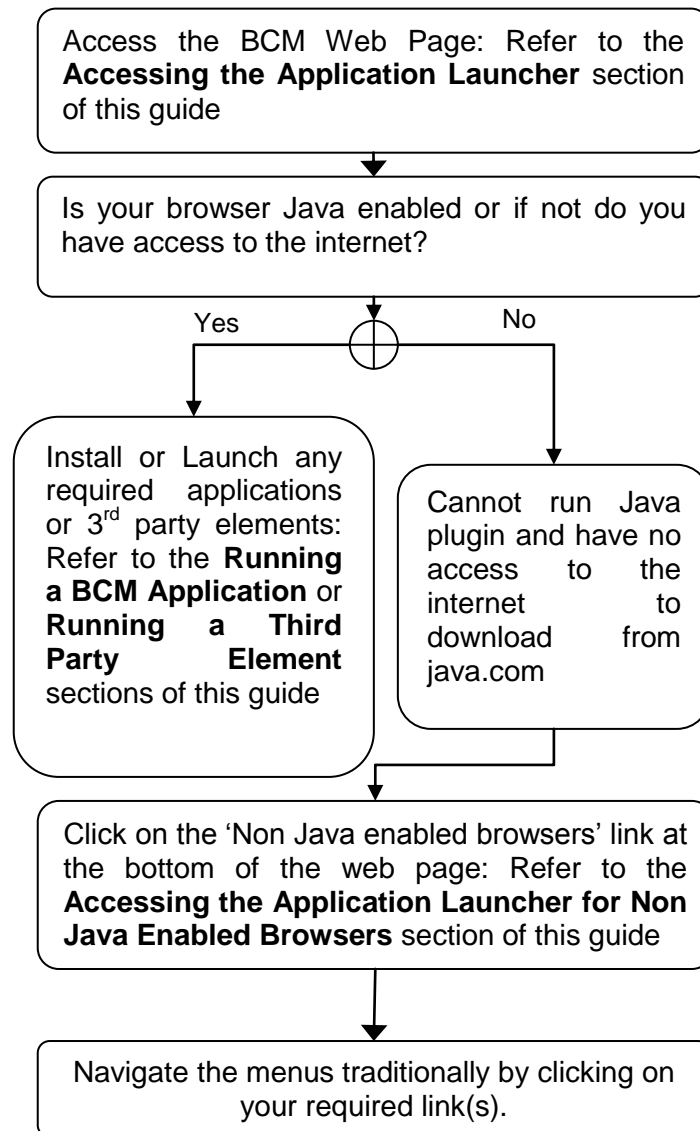 Access the BCM Web Page: Refer to the
Accessing the Application Launcher section
of this guide
Is your browser Java enabled or if not do you
have access to the internet?
Yes
No
Install or Launch any
required applications
or 3rd party elements:
Refer to the Running
a BCM Application or
Running a Third
Party Element
sections of this guide
Cannot run Java
plugin and have no
access to the
internet to
download from
java.com
Click on the ‘Non Java enabled browsers’ link at
the bottom of the web page: Refer to the
Accessing the Application Launcher for Non
Java Enabled Browsers section of this guide
Navigate the menus traditionally by clicking on
your required link(s).